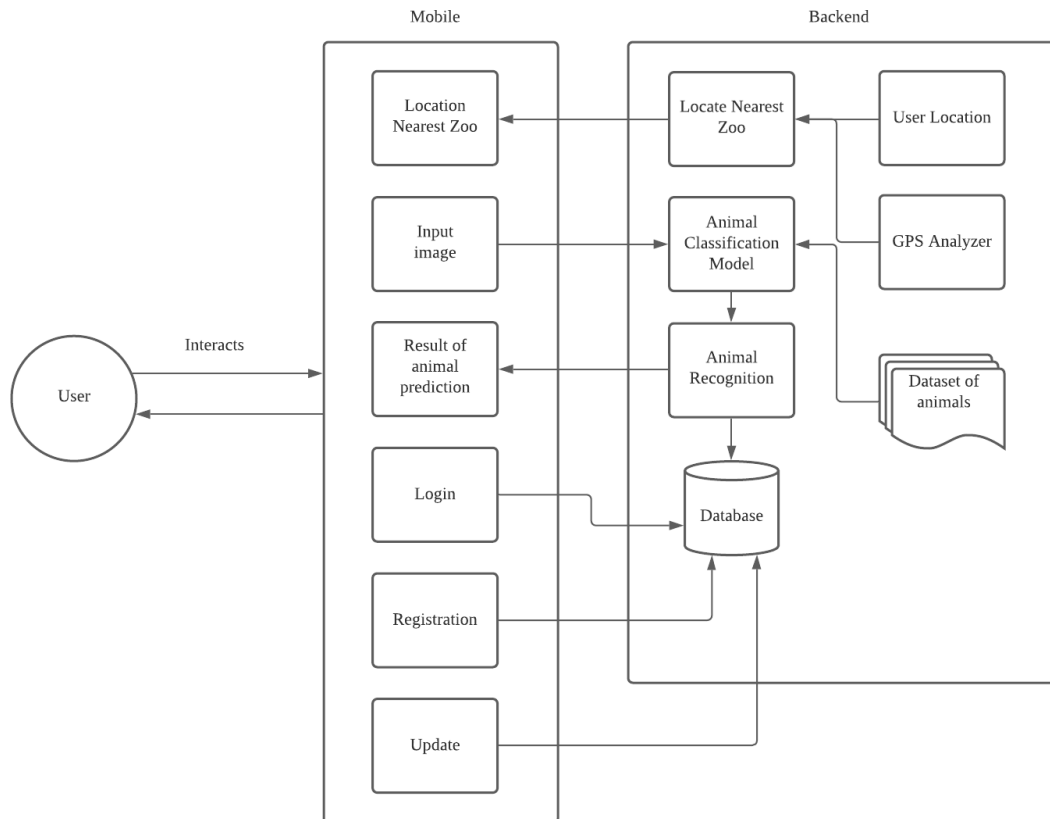 Mobile
Backend
Location
Nearest Zoo
Locate Nearest
Zoo
User Location
Input
image
Animal
Classification
Model
GPS Analyzer
Interacts
User
Result of
animal
prediction
Animal
Recognition
Dataset of
animals
Login
Database
Registration
Update